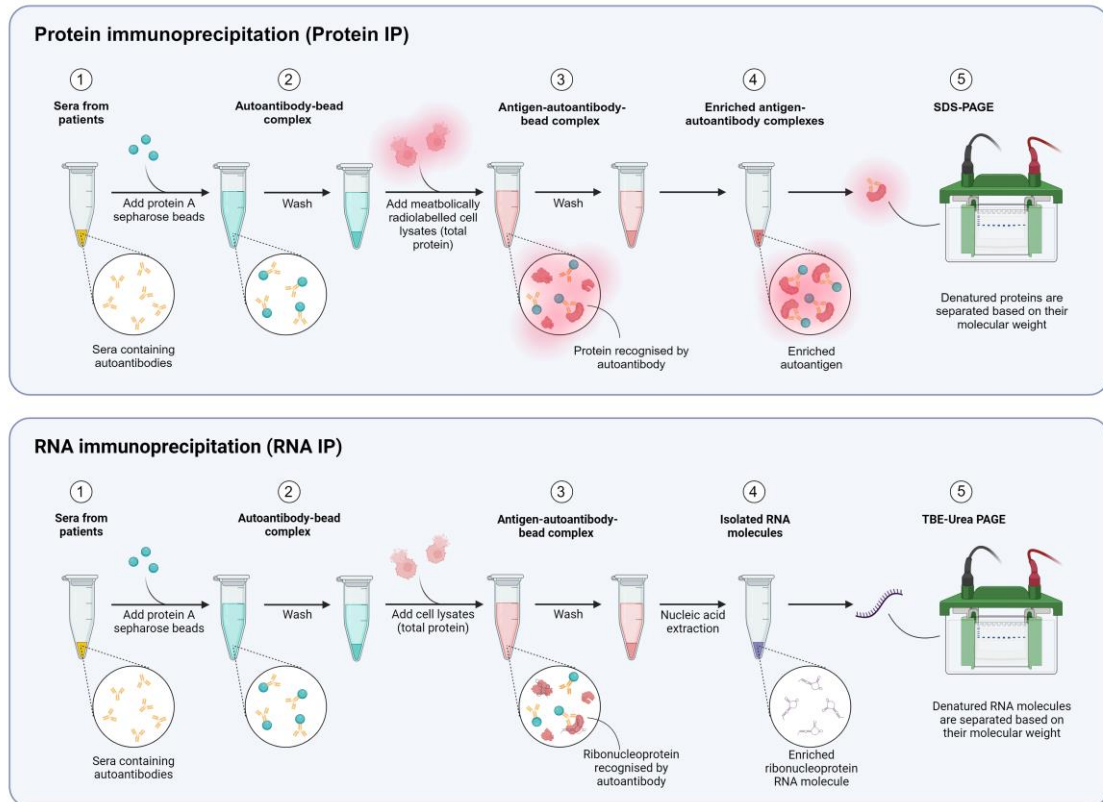 Protein immunoprecipitation (Protein IP)
1
2
3
4
5
Sera from
patients
Autoantibody-bead
complex
Antigen-autoantibody-
bead complex
Enriched antigen-
autoantibody complexes
SDS-PAGE
Add protein A
sepharose beads
Wash
Add meatbolically
radiolabelled cell
lysates (total
protein)
Wash
Sera containing
autoantibodies
Protein recognised by
autoantibody
Enriched
autoantigen
Denatured proteins are
separated based on their
molecular weight
RNA immunoprecipitation (RNA IP)
1
2
3
4
5
Sera from
patients
Autoantibody-bead
complex
Antigen-autoantibody-
bead complex
Isolated RNA
molecules
TBE-Urea PAGE
Add protein A
sepharose beads
Wash
Add cell lysates
(total protein)
Wash
Nucleic acid
extraction
Sera containing
autoantibodies
Ribonucleoprotein
recognised by
autoantibody
Enriched
ribonucleoprotein
RNA molecule
Denatured RNA molecules
are separated based on
their molecular weight